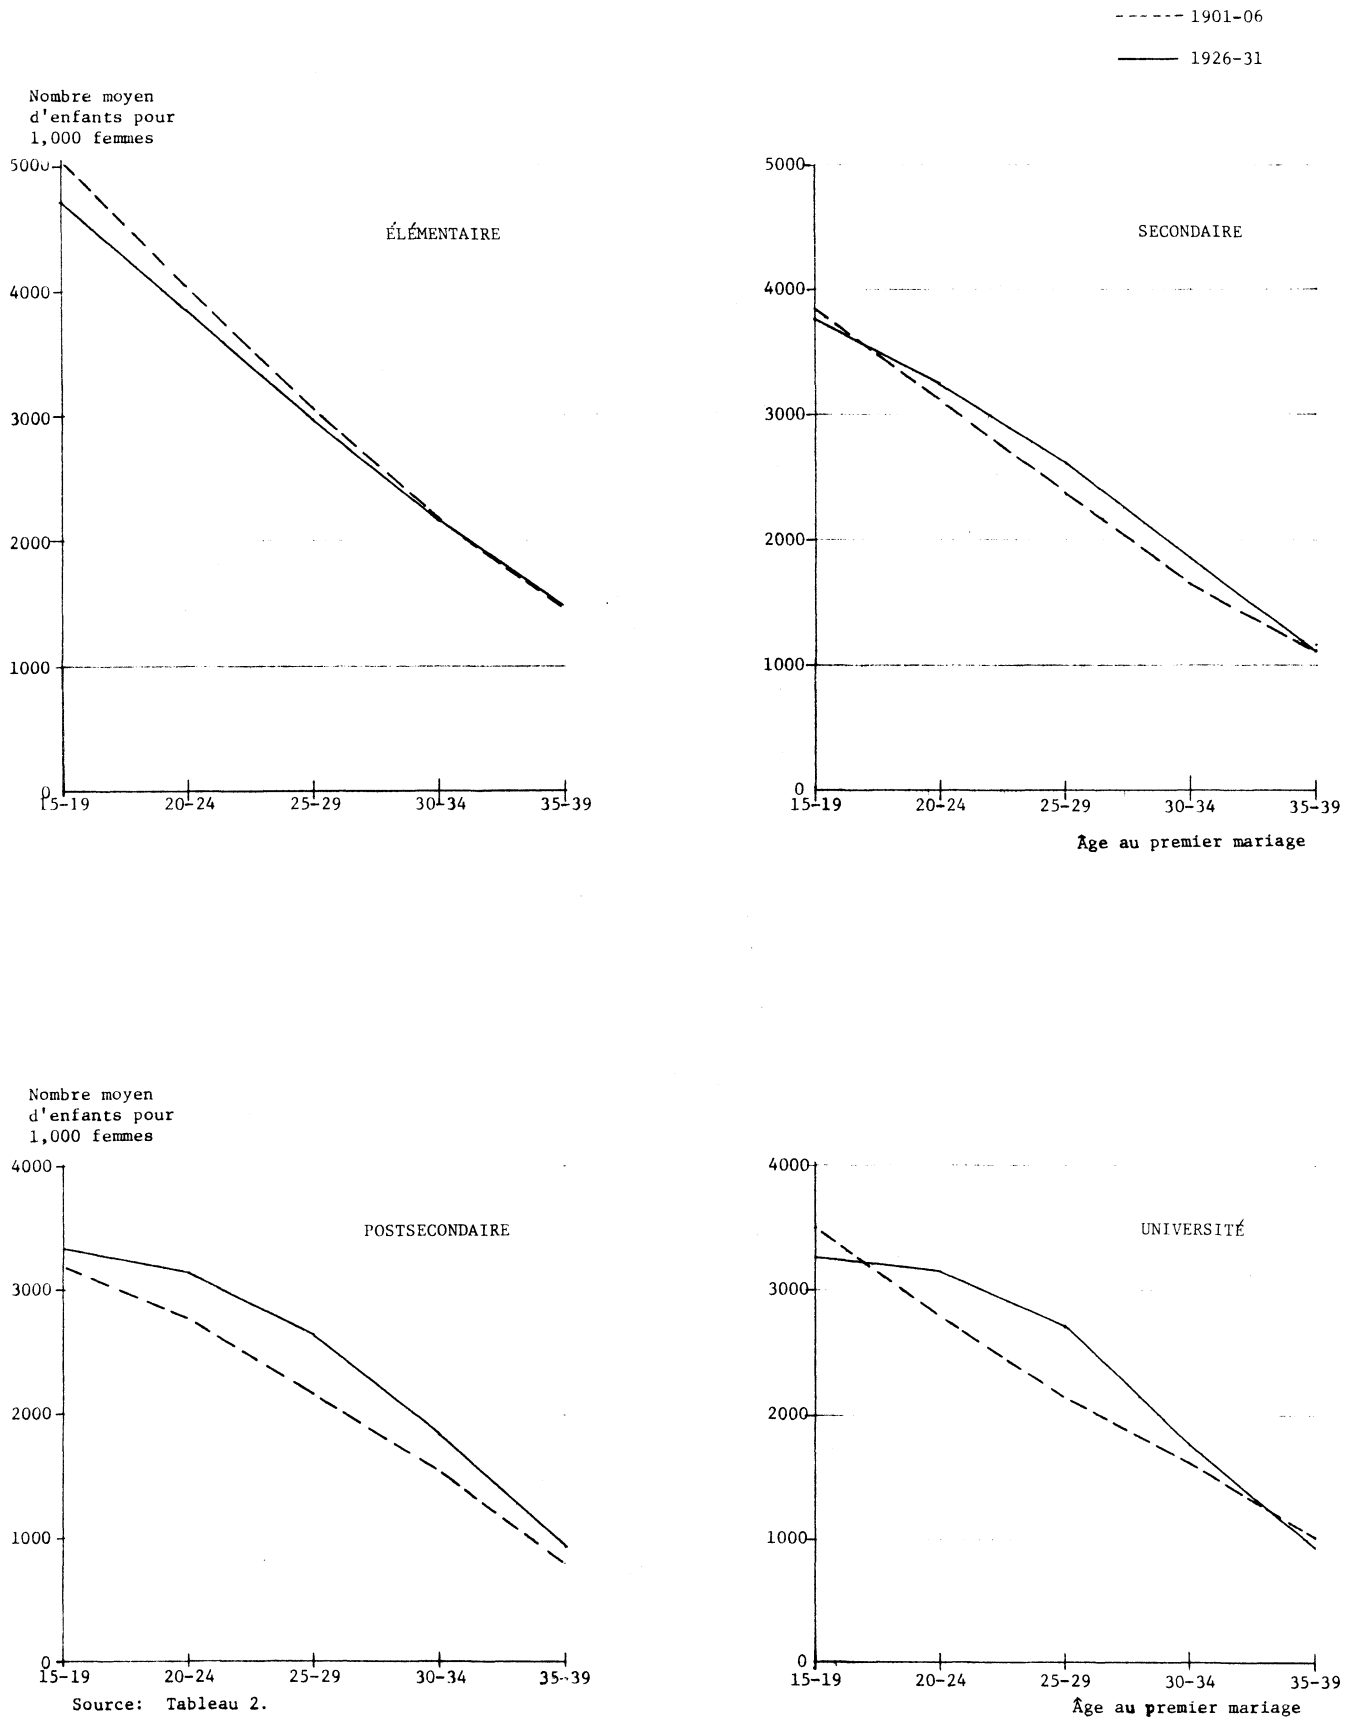 1901-06
1926-31
Nombre moyen
d'enfants pour
1,000 femmes
5000
4000
3000
2000
1000
0
ÉLÉMENTAIRE
15-19 20-24 25-29 30-34 35-39
5000
4000
3000
2000
1000
0
SECONDAIRE
15-19 20-24 25-29 30-34 35-39
Âge au premier mariage
Nombre moyen
d'enfants pour
1,000 femmes
4000
3000
2000
1000
0
POSTSECONDAIRE
15-19 20-24 25-29 30-34 35-39
Source: Tableau 2.
4000
3000
2000
1000
0
UNIVERSITÉ
15-19 20-24 25-29 30-34 35-39
Âge au premier mariage